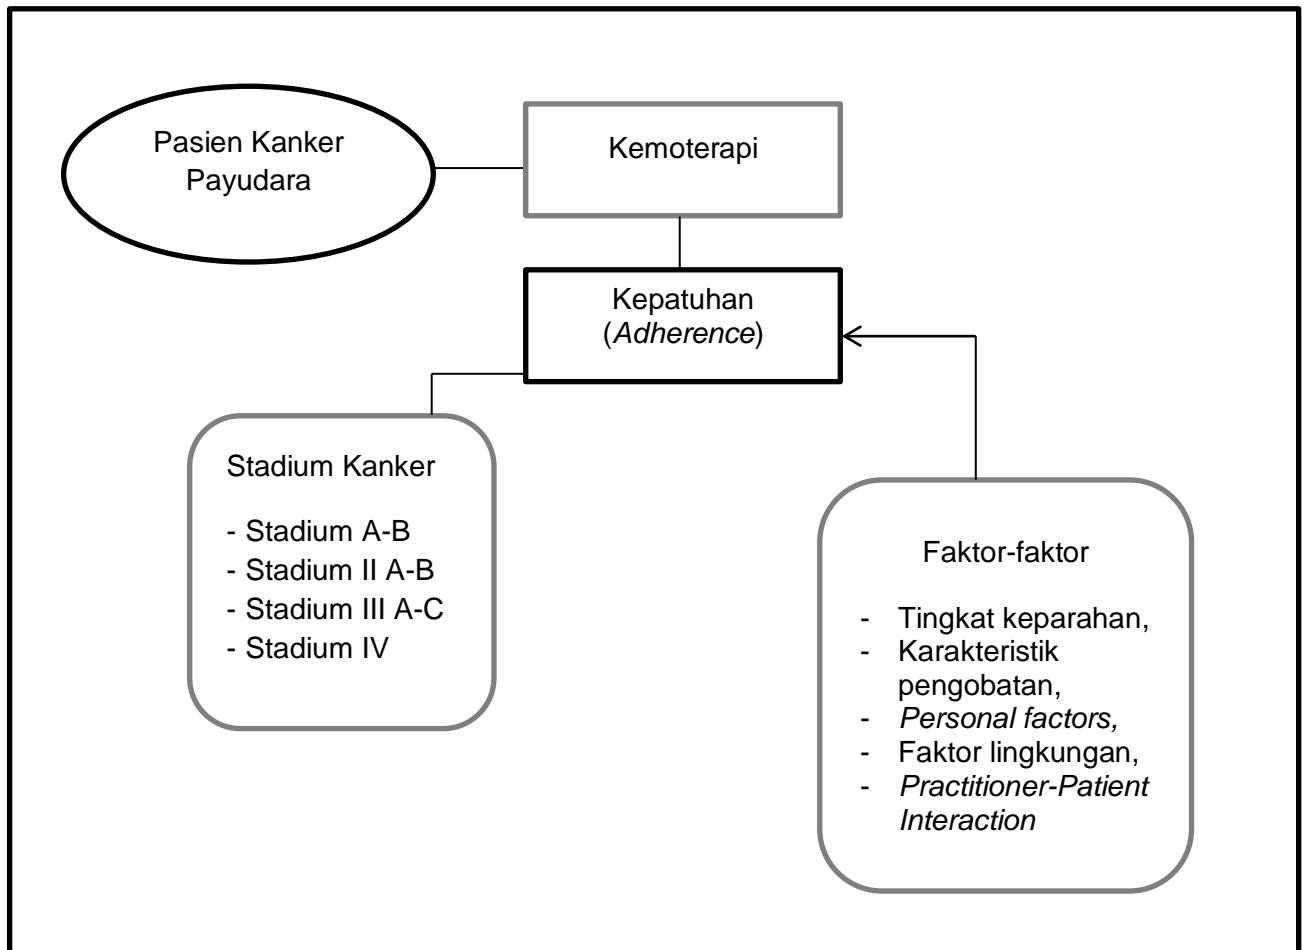 Pasien Kanker
Payudara
Kemoterapi
Kepatuhan
(Adherence)
Stadium Kanker
- Stadium A-B
- Stadium II A-B
- Stadium III A-C
- Stadium IV
Faktor-faktor
- Tingkat keparahan,
- Karakteristik
pengobatan,
- Personal factors,
- Faktor lingkungan,
- Practitioner-Patient
Interaction